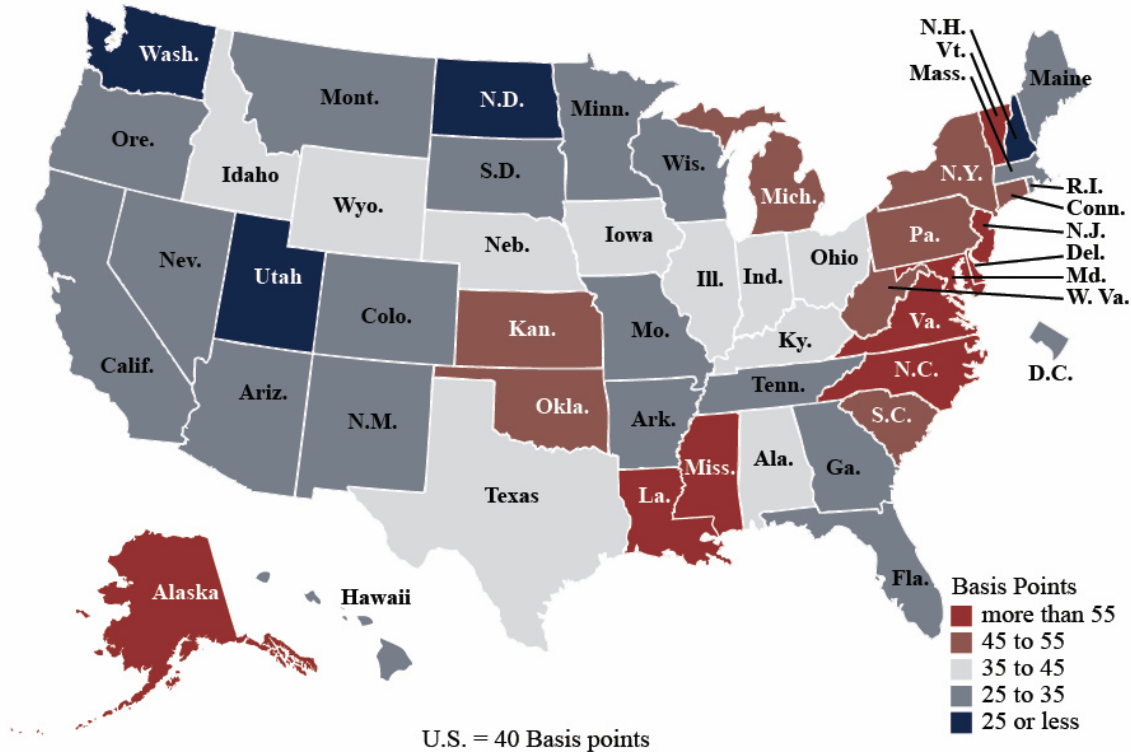 N.H.
Vt.
Mass.
Maine
Wash.
Mont.
N.D.
Minn.
Ore.
Idaho
S.D.
Wis.
Mich.
N.Y.
R.I.
Conn.
N.J.
Del.
Md.
W. Va.
Wyo.
Neb.
Iowa
Ill.
Ind.
Ohio
Pa.
Nev.
Utah
Colo.
Kan.
Mo.
Ky.
Va.
Calif.
Ariz.
N.M.
Okla.
Ark.
Tenn.
N.C.
D.C.
S.C.
Texas
La.
Miss.
Ala.
Ga.
Fla.
Alaska
Hawaii
Basis Points
more than 55
45 to 55
35 to 45
25 to 35
25 or less
U.S. = 40 Basis points